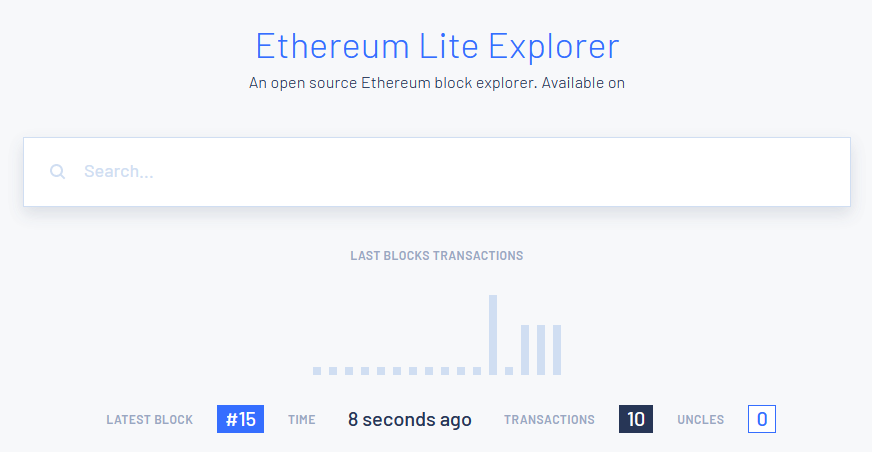 Ethereum Lite Explorer
An open source Ethereum block explorer. Available on
Search...
LAST BLOCKS TRANSACTIONS
LATEST BLOCK #15 TIME 8 seconds ago TRANSACTIONS 10 UNCLES 0